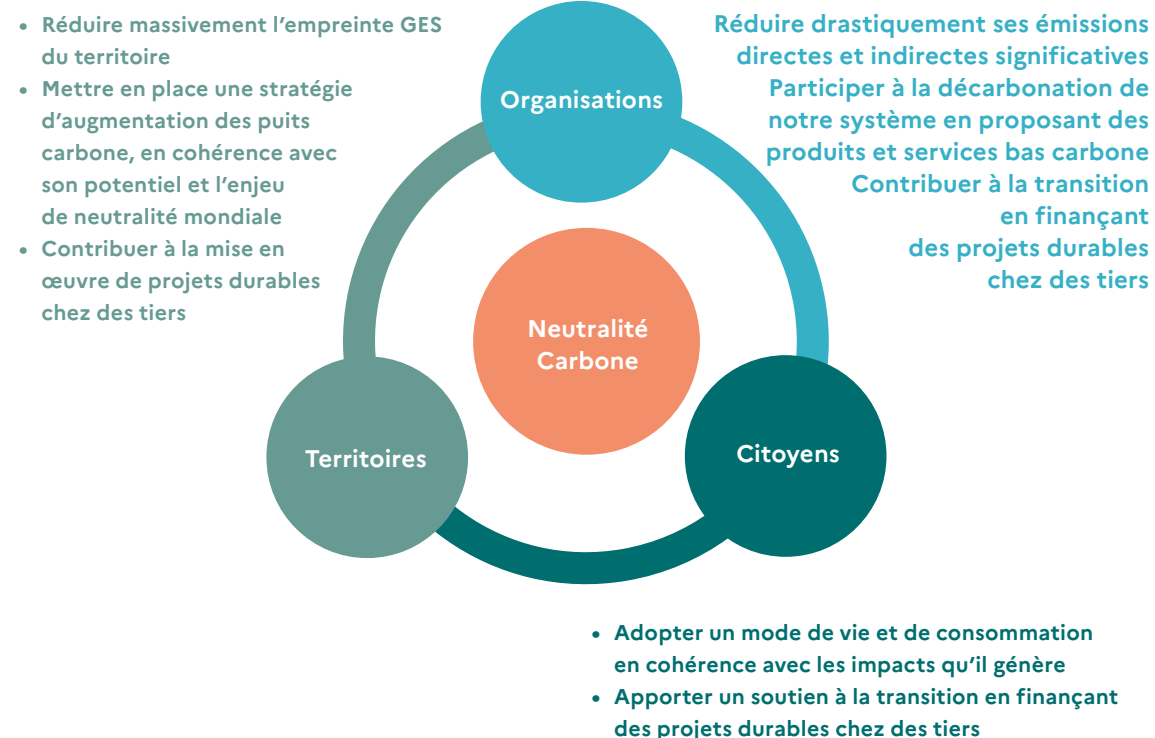 • Réduire massivement l’empreinte GES
du territoire
• Mettre en place une stratégie
d’augmentation des puits
carbone, en cohérence avec
son potentiel et l’enjeu
de neutralité mondiale
• Contribuer à la mise en
œuvre de projets durables
chez des tiers
Organisations
Réduire drastiquement ses émissions
directes et indirectes significatives
Participer à la décarbonation de
notre système en proposant des
produits et services bas carbone
Contribuer à la transition
en finançant
des projets durables
chez des tiers
Neutralité
Carbone
Territoires
Citoyens
• Adopter un mode de vie et de consommation
en cohérence avec les impacts qu’il génère
• Apporter un soutien à la transition en finançant
des projets durables chez des tiers